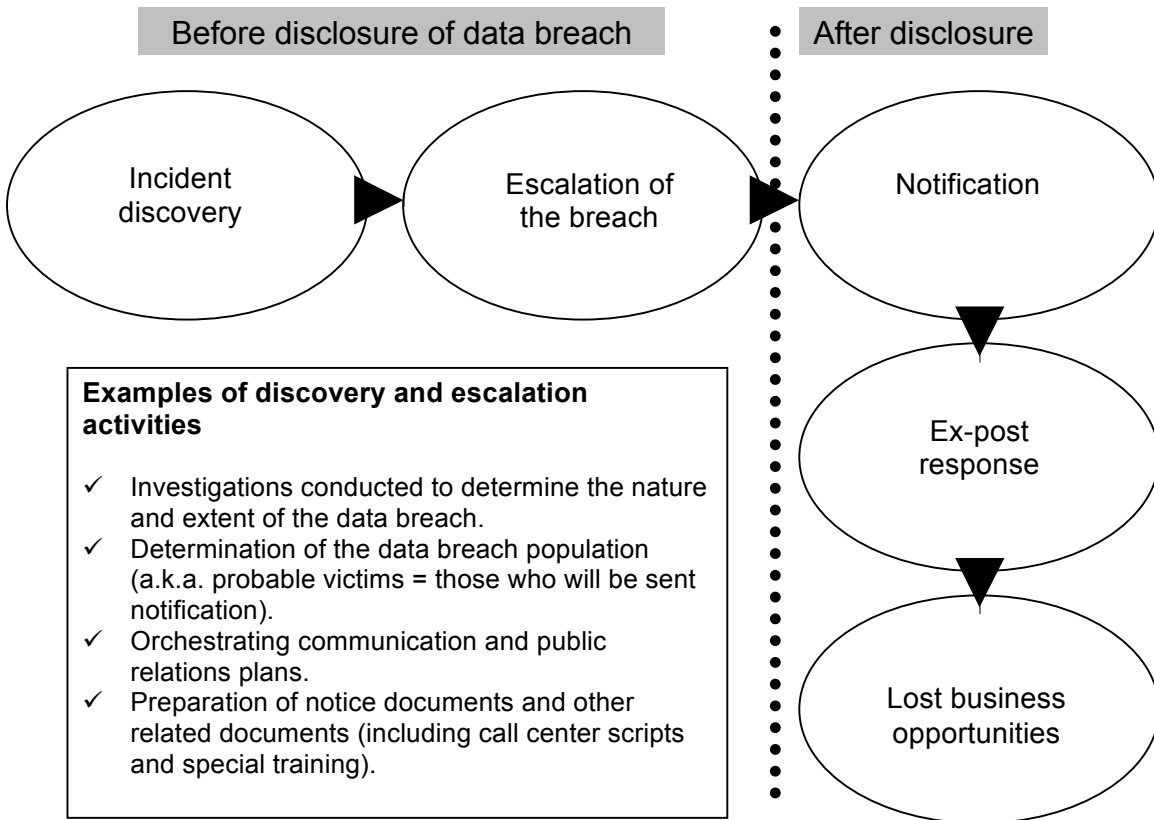 Before disclosure of data breach
After disclosure
Incident
discovery
Escalation of
the breach
Notification
Examples of discovery and escalation
activities
✓ Investigations conducted to determine the nature
and extent of the data breach.
✓ Determination of the data breach population
(a.k.a. probable victims = those who will be sent
notification).
✓ Orchestrating communication and public
relations plans.
✓ Preparation of notice documents and other
related documents (including call center scripts
and special training).
Ex-post
response
Lost business
opportunities